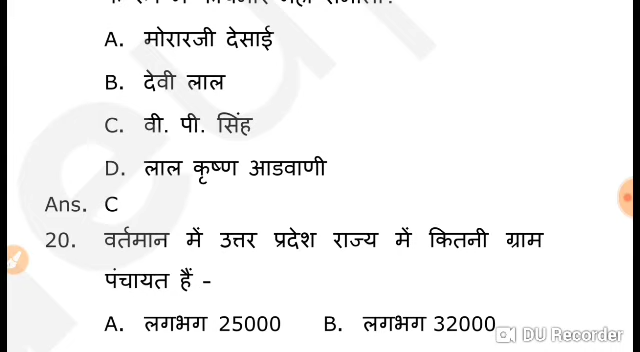 A. मोरारजी देसाई
B. देवी लाल
C. वी. पी. सिंह
D. लाल कृष्ण आडवाणी
Ans. C
20. वर्तमान में उत्तर प्रदेश राज्य में कितनी ग्राम
पंचायत हैं -
A. लगभग 25000 B. लगभग 32000
DU Recorder